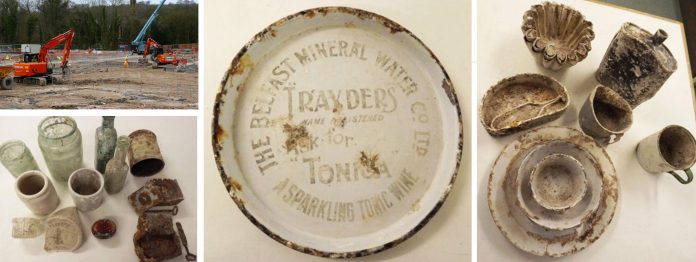 THE BELFAST MINERAL WATER CO LTD
TRAYDERS
NAME REGISTERED
Ask for
"TONICA"
A SPARKLING TONIC WINE